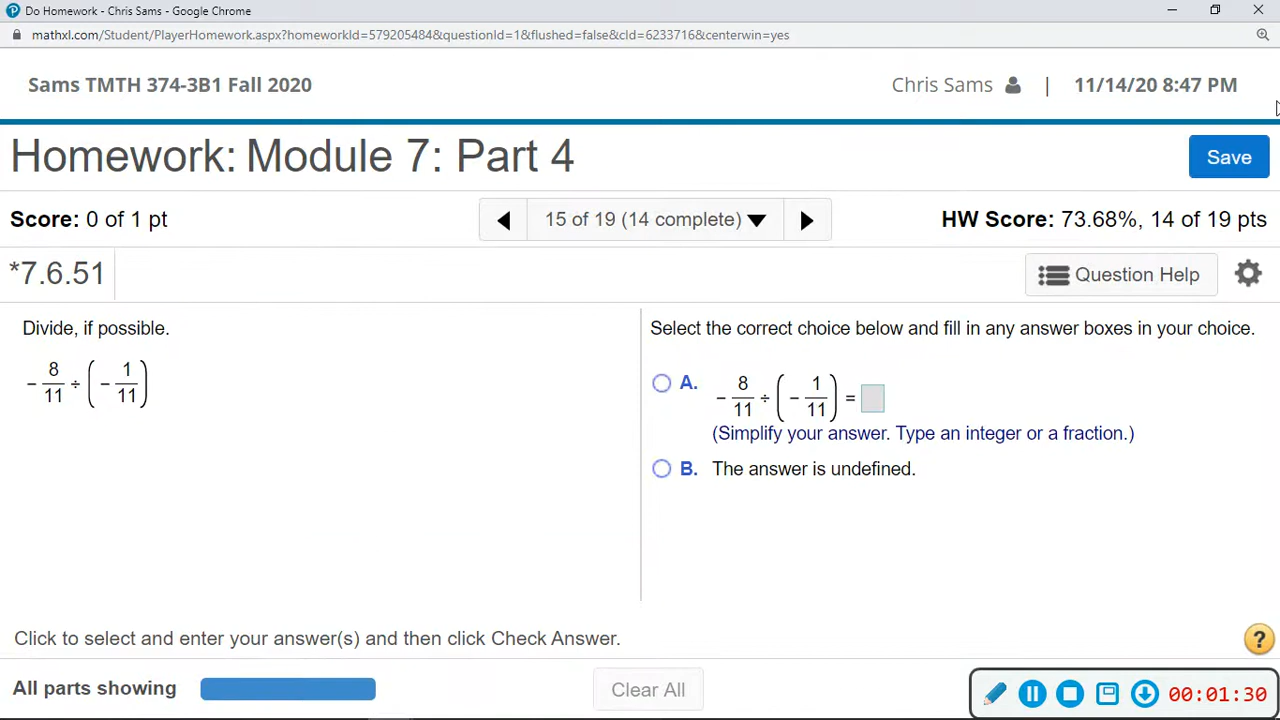 Do Homework - Chris Sams - Google Chrome
mathxl.com/Student/PlayerHomework.aspx?homeworkId=579205484&questionId=1&flushed=false&cId=6233716&centerwin=yes
Sams TMTH 374-3B1 Fall 2020
Chris Sams | 11/14/20 8:47 PM
Homework: Module 7: Part 4
Save
Score: 0 of 1 pt
15 of 19 (14 complete)
HW Score: 73.68%, 14 of 19 pts
*7.6.51
Question Help
Divide, if possible.
- 8/11 ÷ (- 1/11)
Select the correct choice below and fill in any answer boxes in your choice.
A. - 8/11 ÷ (- 1/11) =
(Simplify your answer. Type an integer or a fraction.)
B. The answer is undefined.
Click to select and enter your answer(s) and then click Check Answer.
?
All parts showing
Clear All
00:01:30